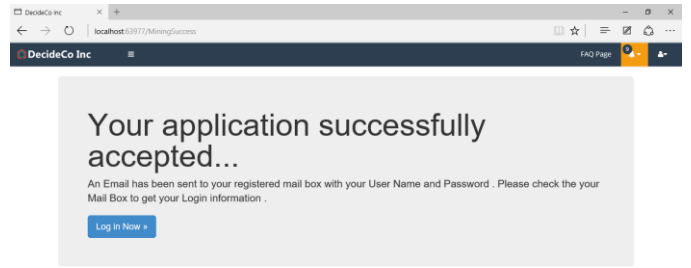 DecideCo Inc
localhost:63977/MiningSuccess
DecideCo Inc
FAQ Page
9
Your application successfully
accepted...
An Email has been sent to your registered mail box with your User Name and Password . Please check the your
Mail Box to get your Login information .
Log in Now »